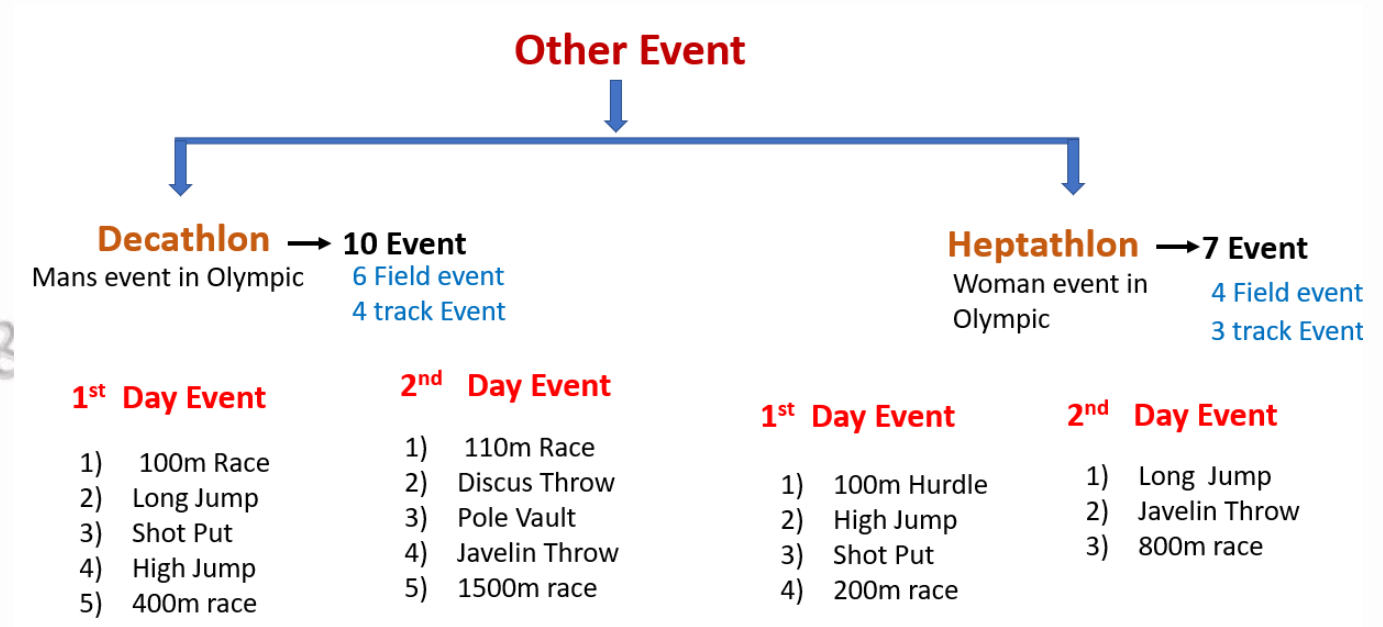 Other Event
Decathlon → 10 Event
Mans event in Olympic
6 Field event
4 track Event
1st Day Event
1) 100m Race
2) Long Jump
3) Shot Put
4) High Jump
5) 400m race
2nd Day Event
1) 110m Race
2) Discus Throw
3) Pole Vault
4) Javelin Throw
5) 1500m race
Heptathlon → 7 Event
Woman event in
Olympic
4 Field event
3 track Event
1st Day Event
1) 100m Hurdle
2) High Jump
3) Shot Put
4) 200m race
2nd Day Event
1) Long Jump
2) Javelin Throw
3) 800m race